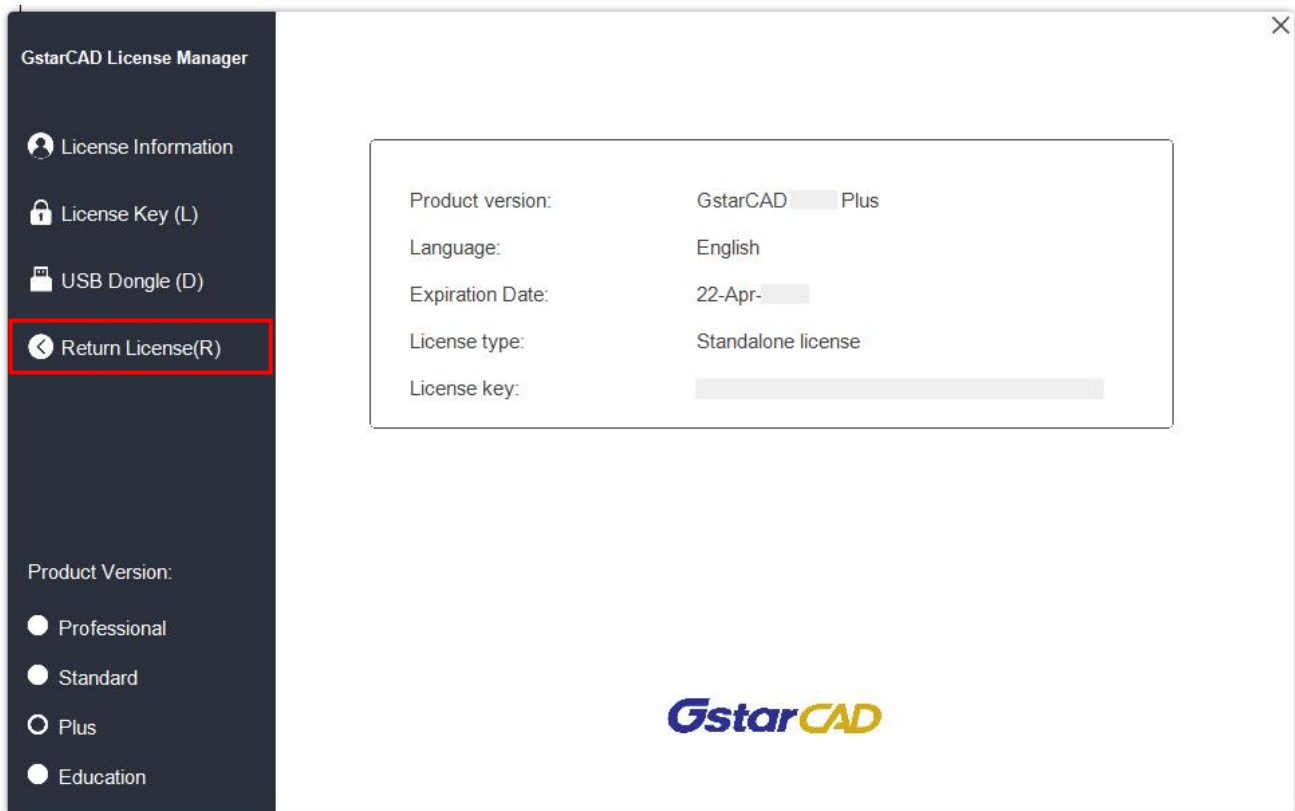 GstarCAD License Manager
License Information
License Key (L)
USB Dongle (D)
Return License(R)
Product version: GstarCAD Plus
Language: English
Expiration Date: 22-Apr-
License type: Standalone license
License key:
Product Version:
Professional
Standard
Plus
Education
GstarCAD